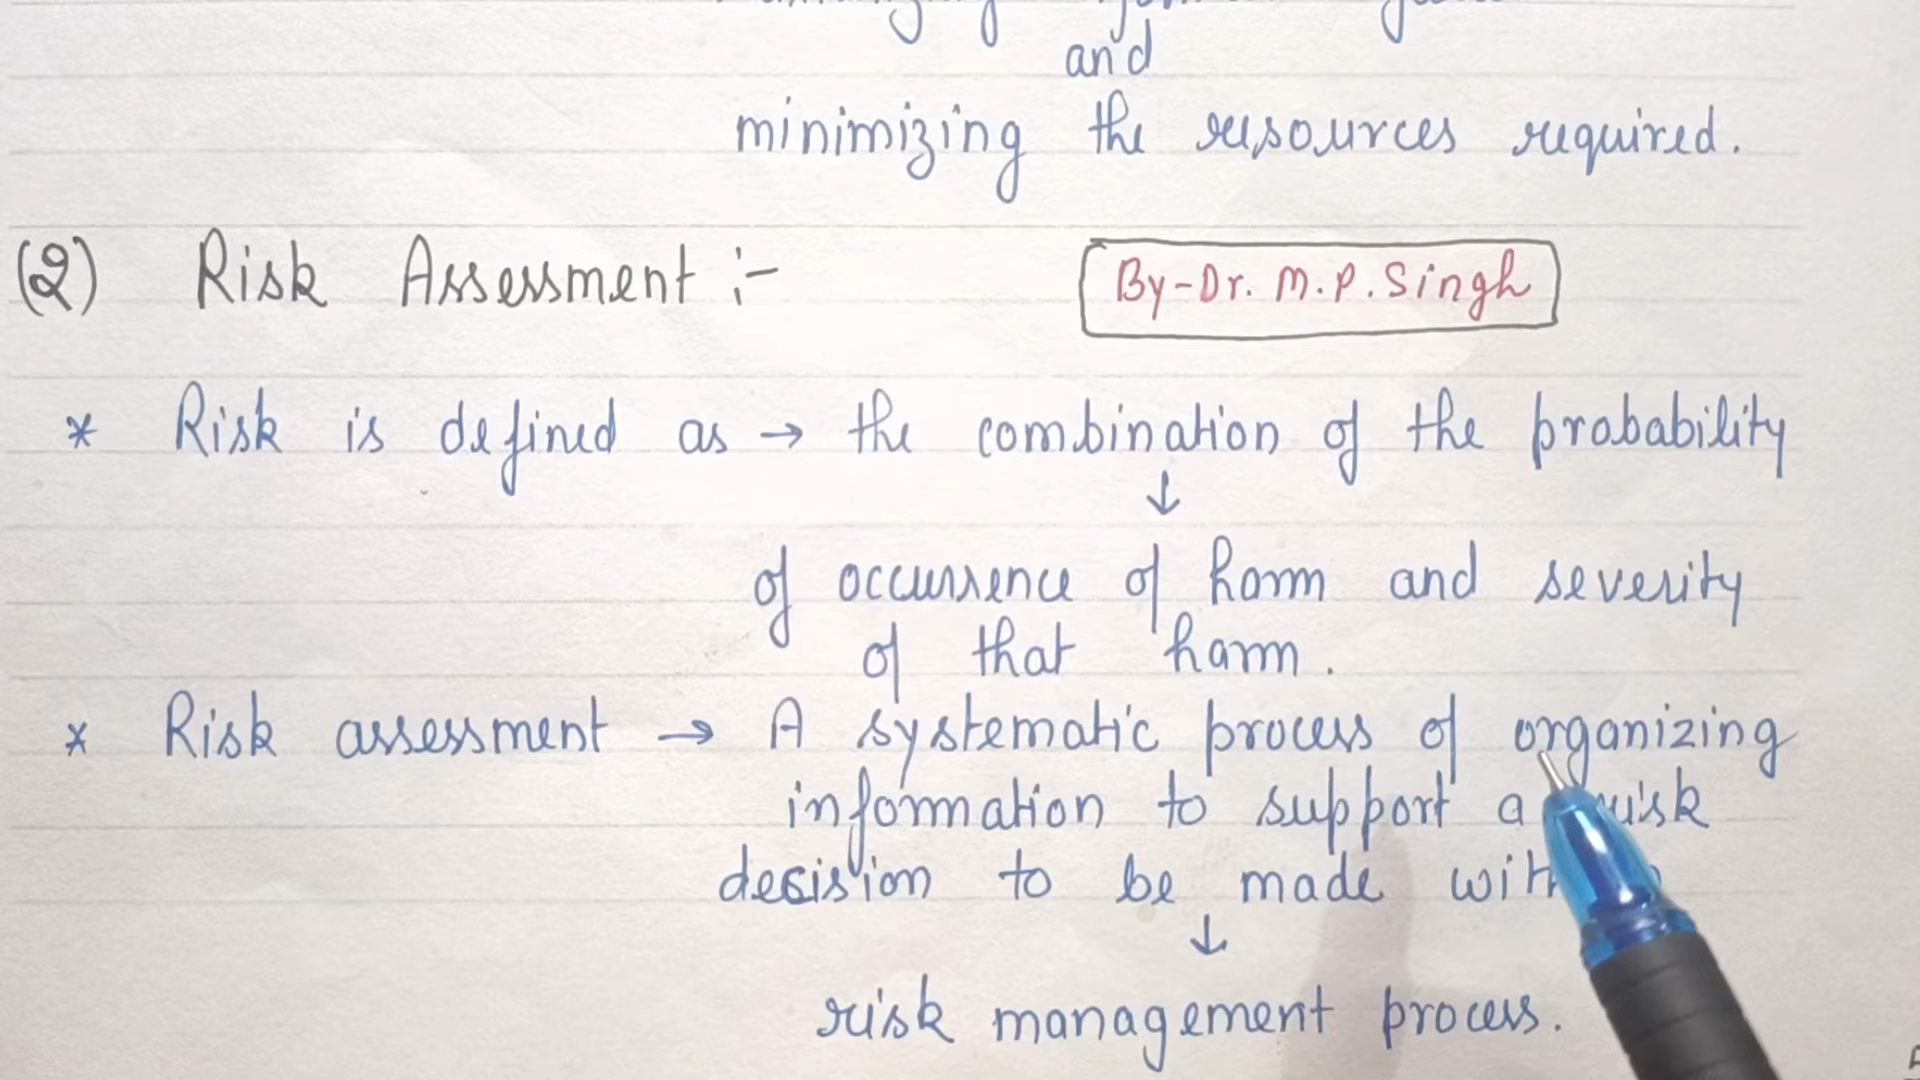 and
minimizing the resources required.
(2) Risk Assessment :-
By-Dr. M.P. Singh
* Risk is defined as → the combination of the probability
↓
of occurrence of harm and severity
of that harm.
* Risk assessment → A systematic process of organizing
information to support a risk
decision to be made
↓
risk management process.